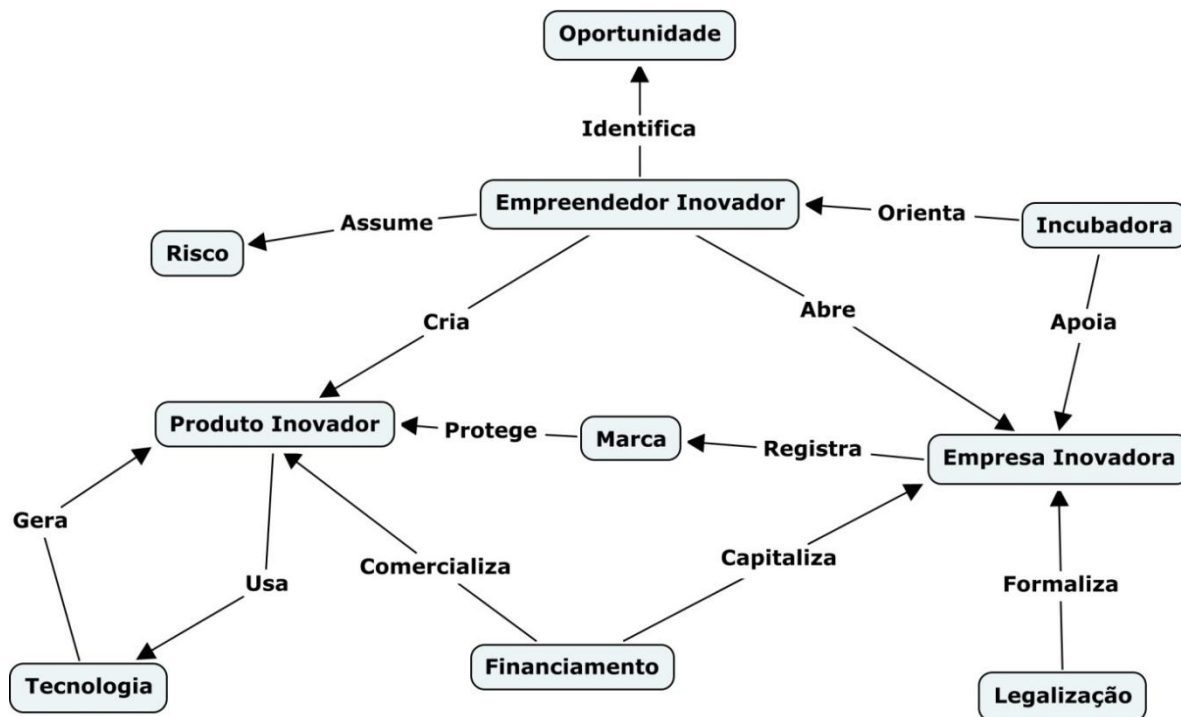 Oportunidade
Identifica
Empreendedor Inovador
Orienta
Incubadora
Assume
Risco
Cria
Abre
Apoia
Produto Inovador
Protege
Marca
Registra
Empresa Inovadora
Gera
Usa
Comercializa
Capitaliza
Formaliza
Tecnologia
Financiamento
Legalização